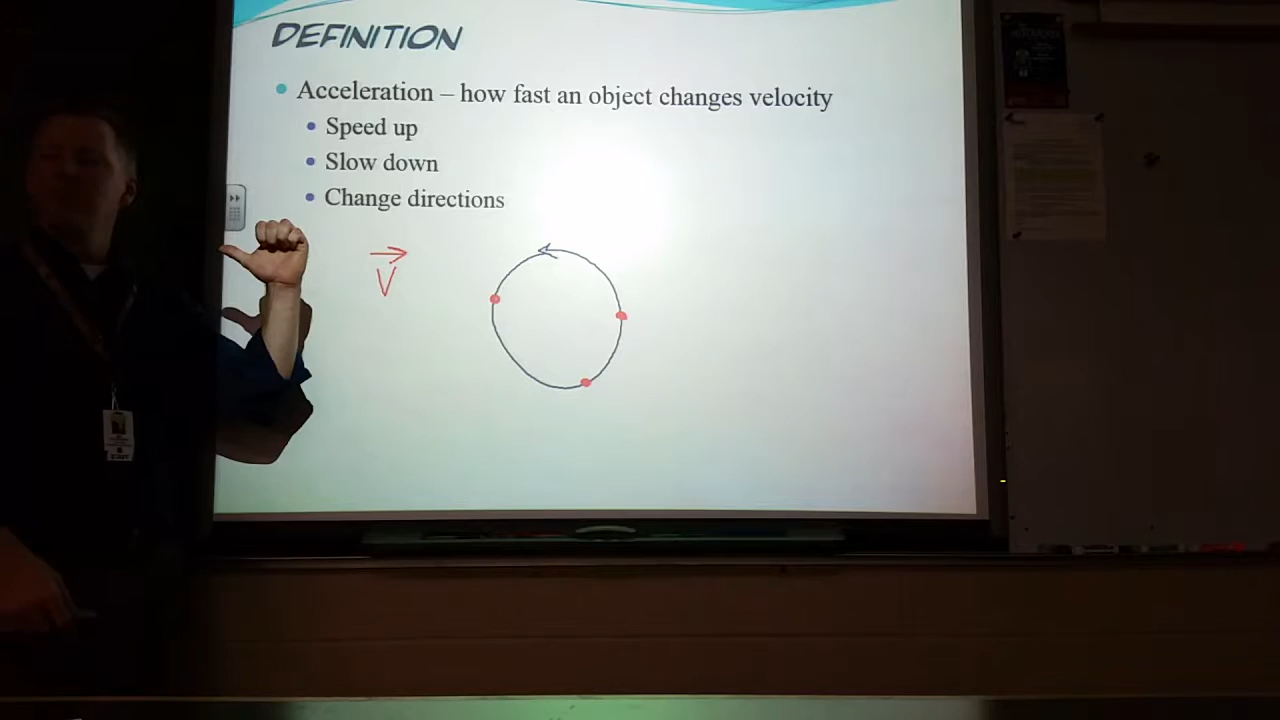 DEFINITION
Acceleration – how fast an object changes velocity
Speed up
Slow down
Change directions
V